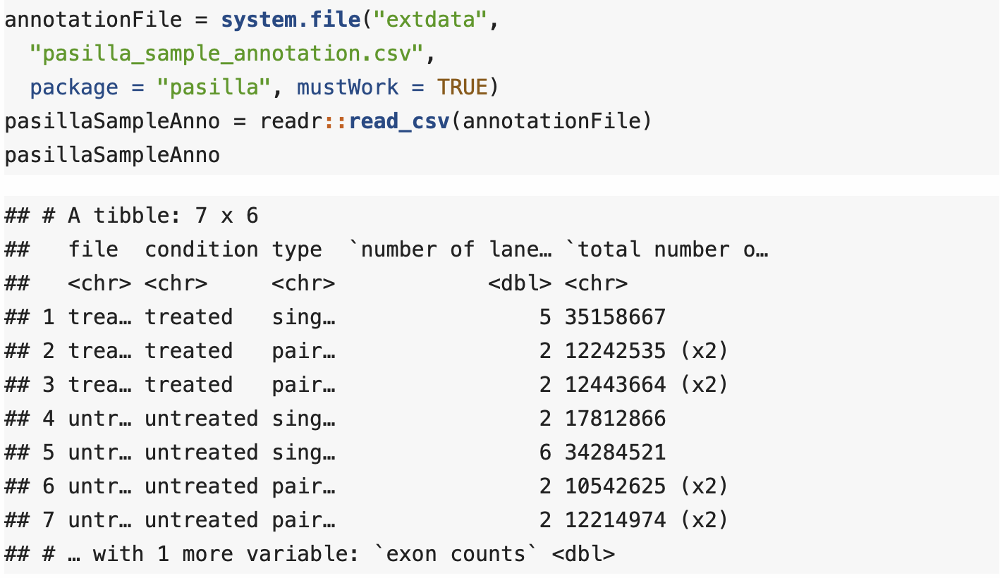 annotationFile = system.file("extdata",
  "pasilla_sample_annotation.csv",
  package = "pasilla", mustWork = TRUE)
pasillaSampleAnno = readr::read_csv(annotationFile)
pasillaSampleAnno
## # A tibble: 7 x 6
##   file  condition type  `number of lane… `total number o…
##   <chr> <chr>     <chr>            <dbl> <chr>
## 1 trea… treated   sing…                5 35158667
## 2 trea… treated   pair…                2 12242535 (x2)
## 3 trea… treated   pair…                2 12443664 (x2)
## 4 untr… untreated sing…                2 17812866
## 5 untr… untreated sing…                6 34284521
## 6 untr… untreated pair…                2 10542625 (x2)
## 7 untr… untreated pair…                2 12214974 (x2)
## # … with 1 more variable: `exon counts` <dbl>